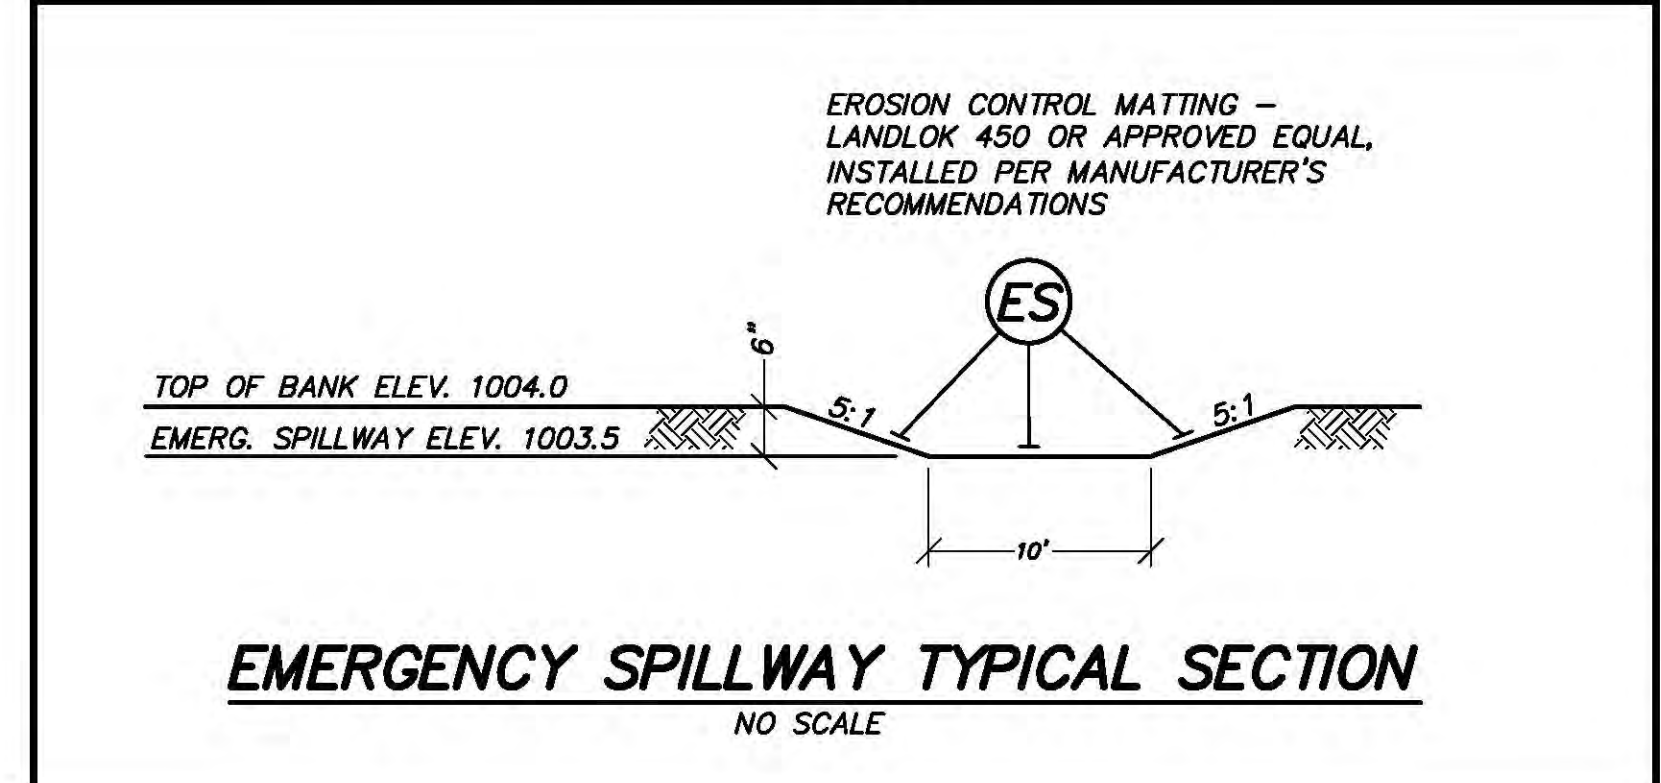 EROSION CONTROL MATTING –
LANDLOK 450 OR APPROVED EQUAL,
INSTALLED PER MANUFACTURER'S
RECOMMENDATIONS
ES
6"
TOP OF BANK ELEV. 1004.0
5:1
5:1
EMERG. SPILLWAY ELEV. 1003.5
10'
EMERGENCY SPILLWAY TYPICAL SECTION
NO SCALE